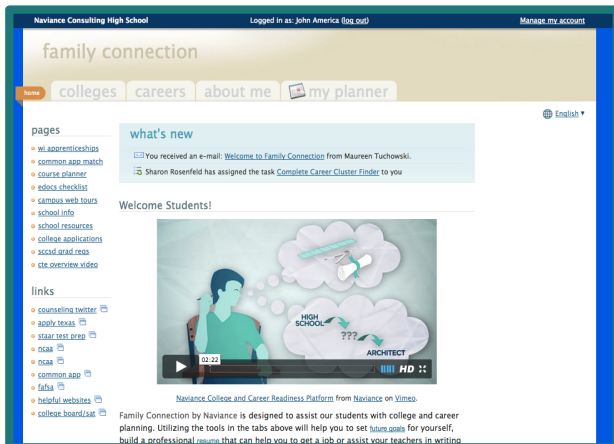 Naviance Consulting High School
Logged in as: John America (log out)
Manage my account
family connection
home
colleges
careers
about me
my planner
English
pages
wi apprenticeships
common app match
course planner
edocs checklist
campus web tours
school info
school resources
college applications
sccsd grad reqs
cte overview video
links
counseling twitter
apply texas
staar test prep
ncaa
ncaa
common app
fafsa
helpful websites
college board/sat
what's new
You received an e-mail: Welcome to Family Connection from Maureen Tuchowski.
Sharon Rosenfeld has assigned the task Complete Career Cluster Finder to you
Welcome Students!
HIGH
SCHOOL
???
ARCHITECT
02:22
HD
Naviance College and Career Readiness Platform from Naviance on Vimeo.
Family Connection by Naviance is designed to assist our students with college and career
planning. Utilizing the tools in the tabs above will help you to set future goals for yourself,
build a professional resume that can help you to get a job or assist your teachers in writing